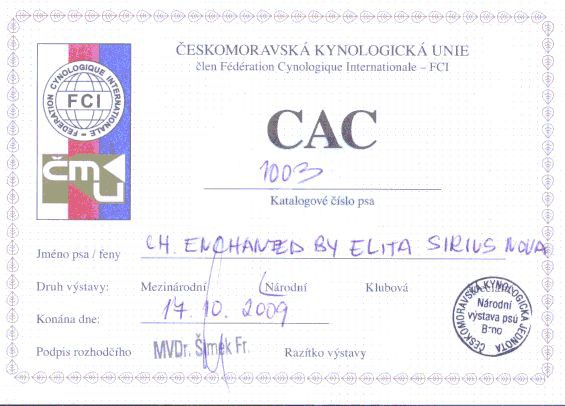 ČESKOMORAVSKÁ KYNOLOGICKÁ UNIE
člen Fédération Cynologique Internationale – FCI
FÉDÉRATION CYNOLOGIQUE INTERNATIONALE
FCI
ČMKU
CAC
1003
Katalogové číslo psa
Jméno psa / feny CH. ENCHANTED BY ELITA SIRIUS NOVA
Druh výstavy: Mezinárodní Národní Klubová
Konána dne: 17. 10. 2009
Podpis rozhodčího MVDr. Šimek Fr. Razítko výstavy
ČESKOMORAVSKÁ KYNOLOGICKÁ JEDNOTA
Národní
výstava psů
Brno